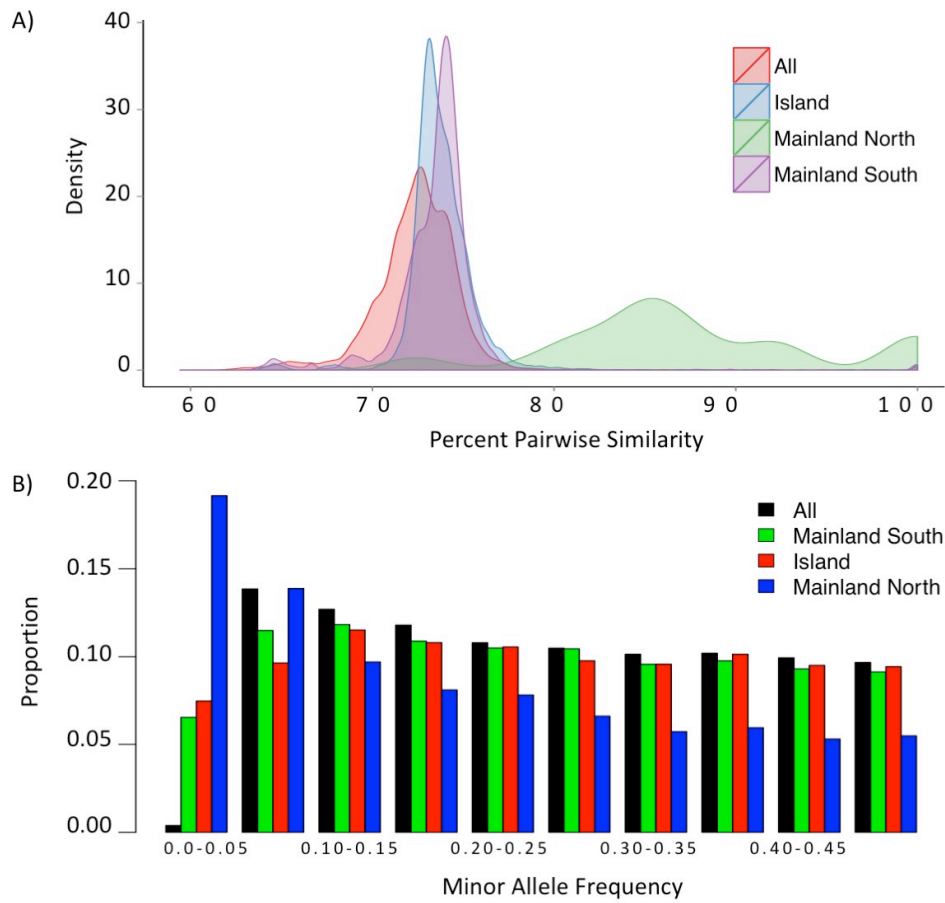 A)
40
30
20
10
0
Density
60 70 80 90 100
Percent Pairwise Similarity
All
Island
Mainland North
Mainland South
B)
0.20
0.15
0.10
0.05
0.00
Proportion
0.0-0.05 0.10-0.15 0.20-0.25 0.30-0.35 0.40-0.45
Minor Allele Frequency
All
Mainland South
Island
Mainland North